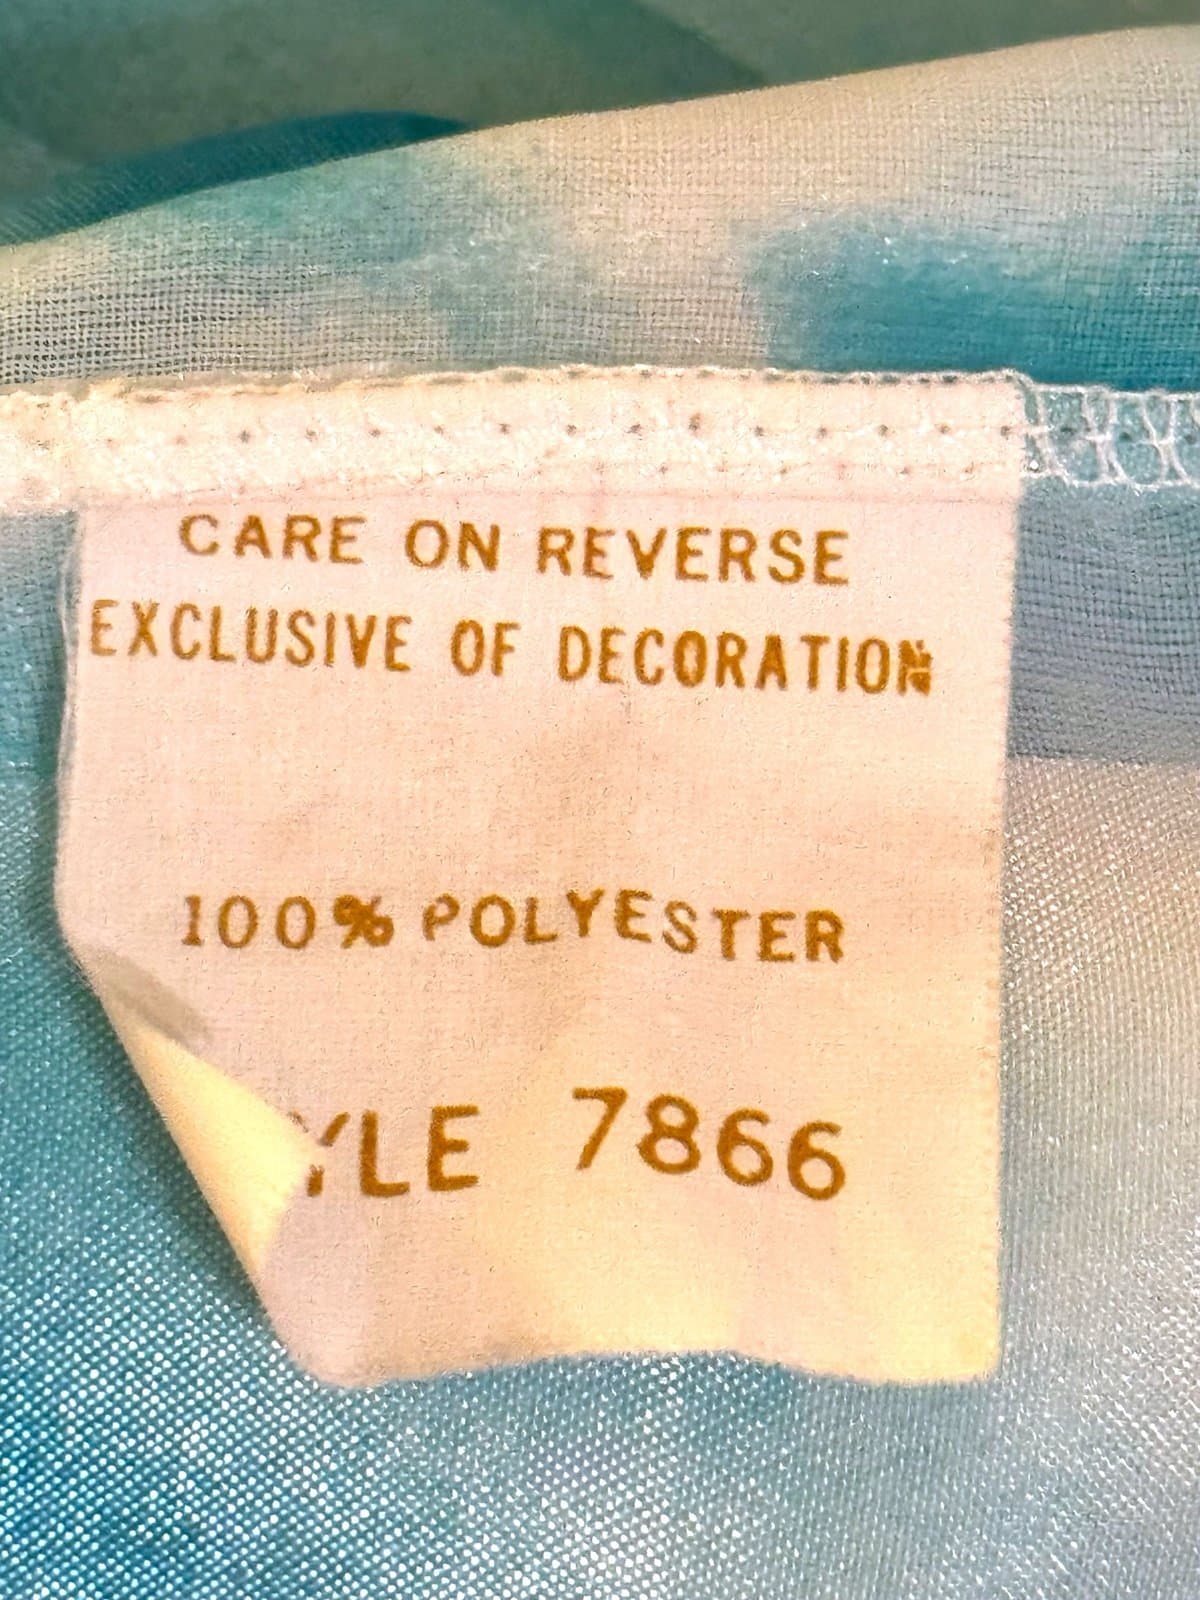 CARE ON REVERSE
EXCLUSIVE OF DECORATION
100% POLYESTER
YLE 7866